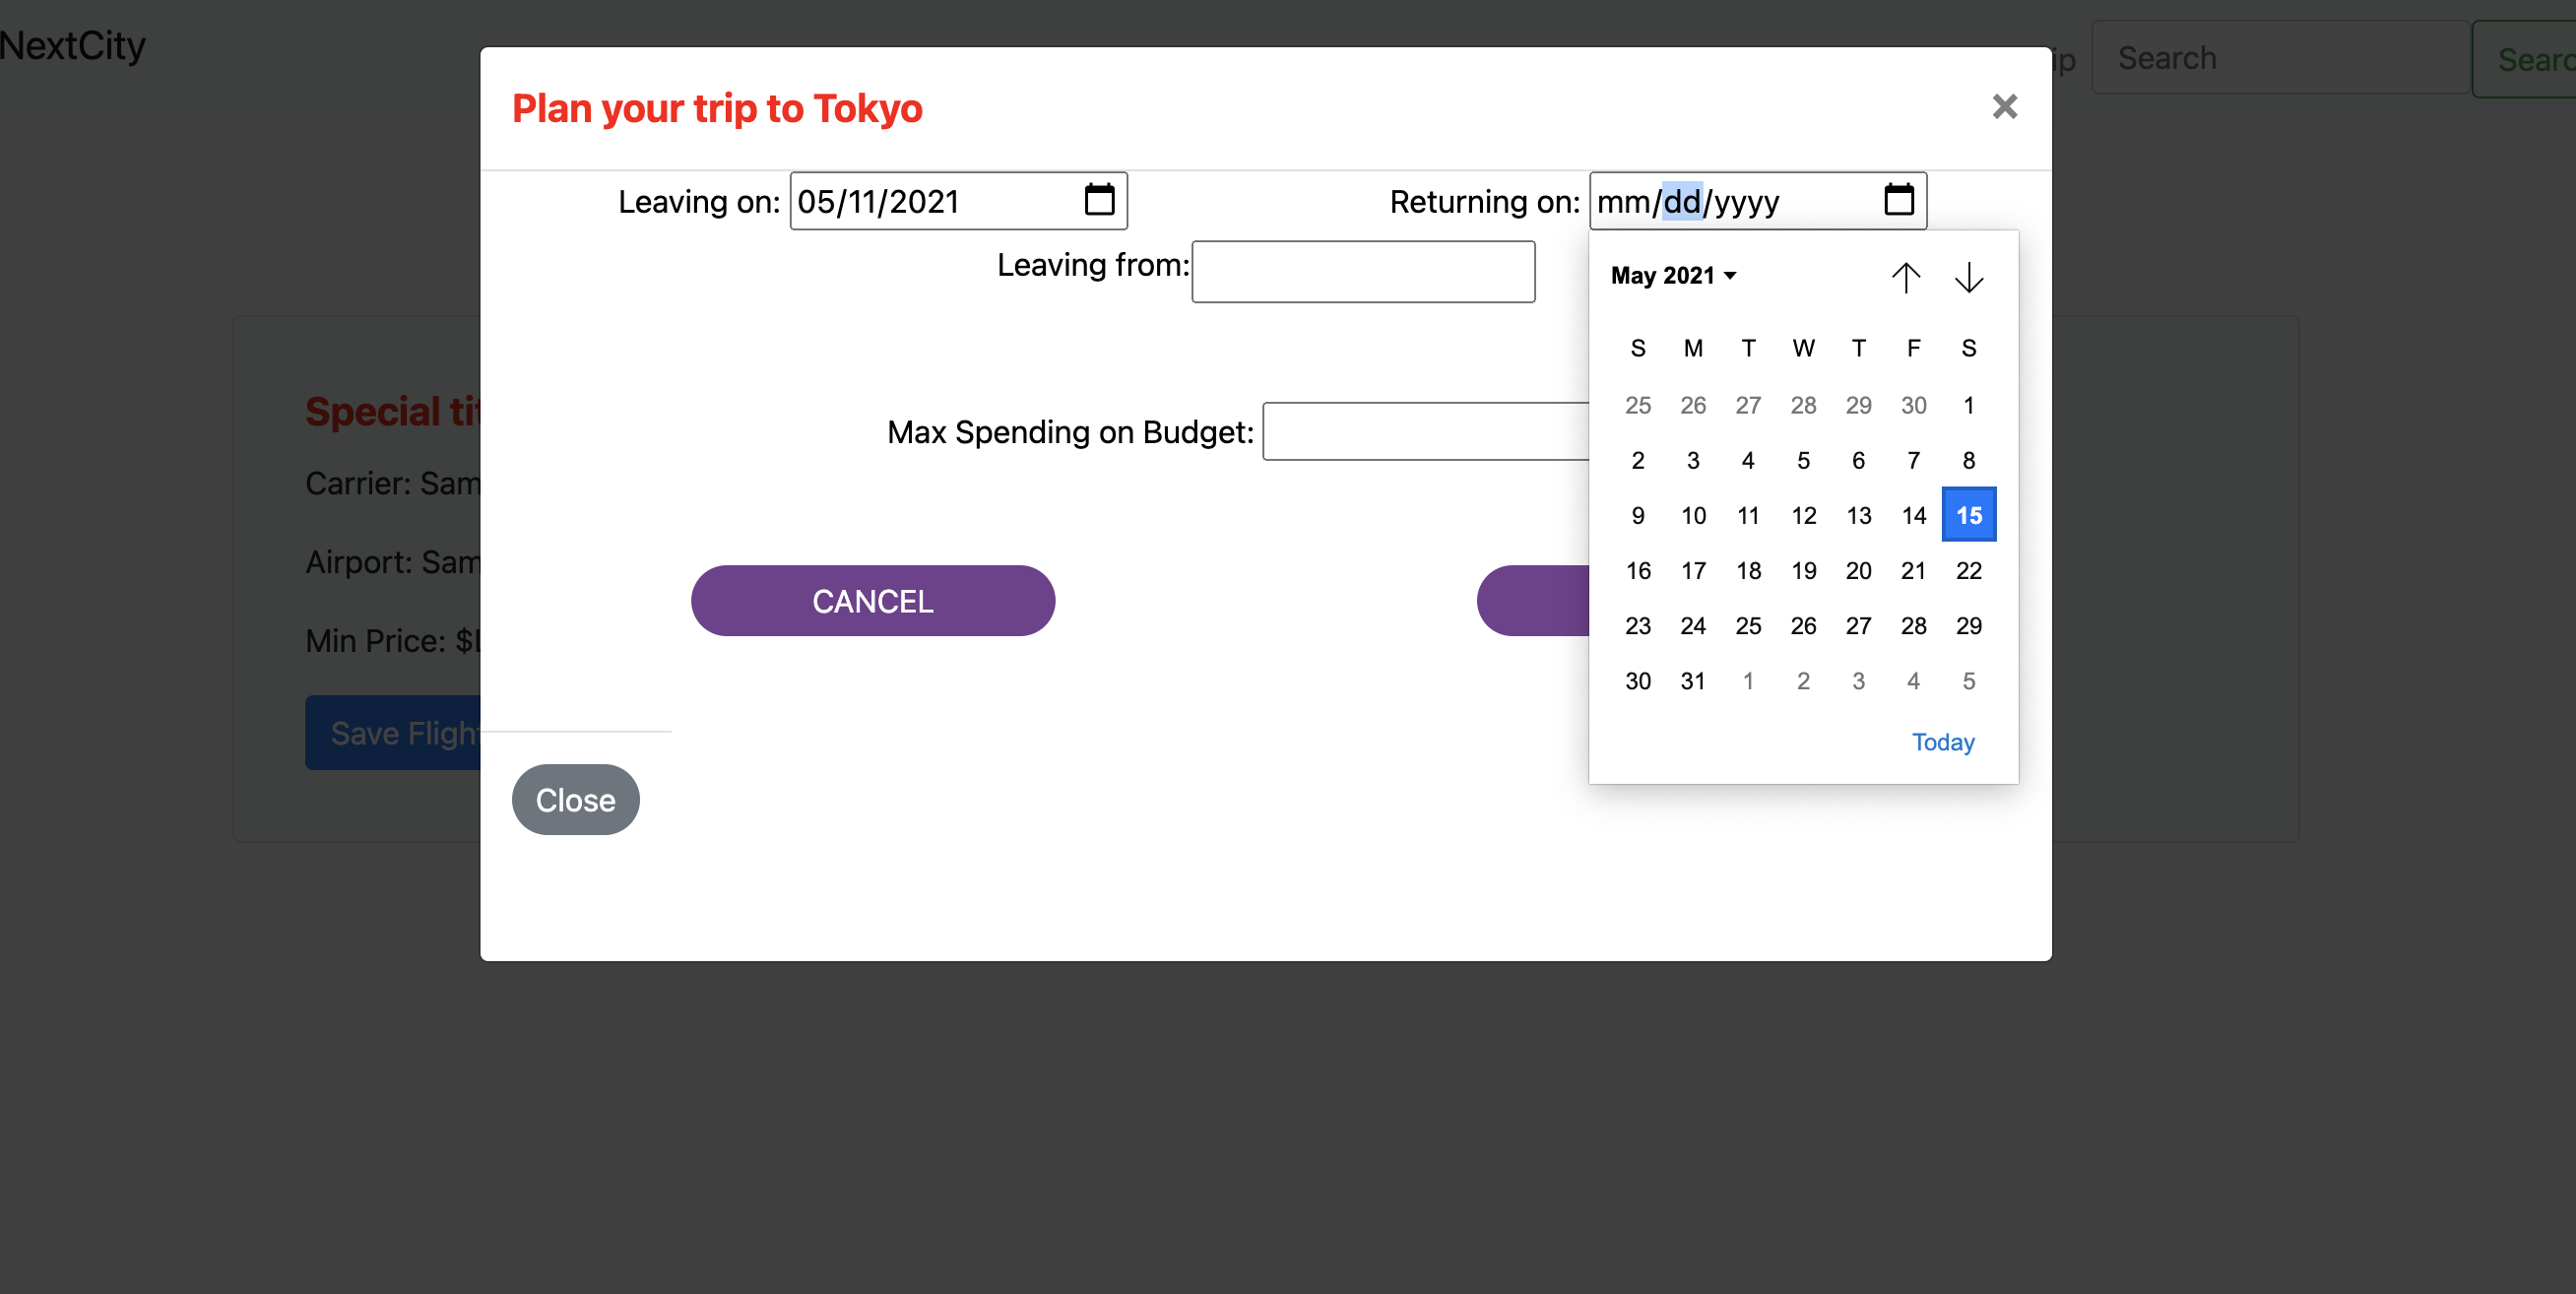 NextCity
ip
Search
Searc
Plan your trip to Tokyo
×
Leaving on: 05/11/2021
Returning on: mm/dd/yyyy
Leaving from:
Max Spending on Budget:
CANCEL
Close
May 2021
S M T W T F S
25 26 27 28 29 30 1
2 3 4 5 6 7 8
9 10 11 12 13 14 15
16 17 18 19 20 21 22
23 24 25 26 27 28 29
30 31 1 2 3 4 5
Today
Special tit
Carrier: Sam
Airport: Sam
Min Price: $
Save Fligh